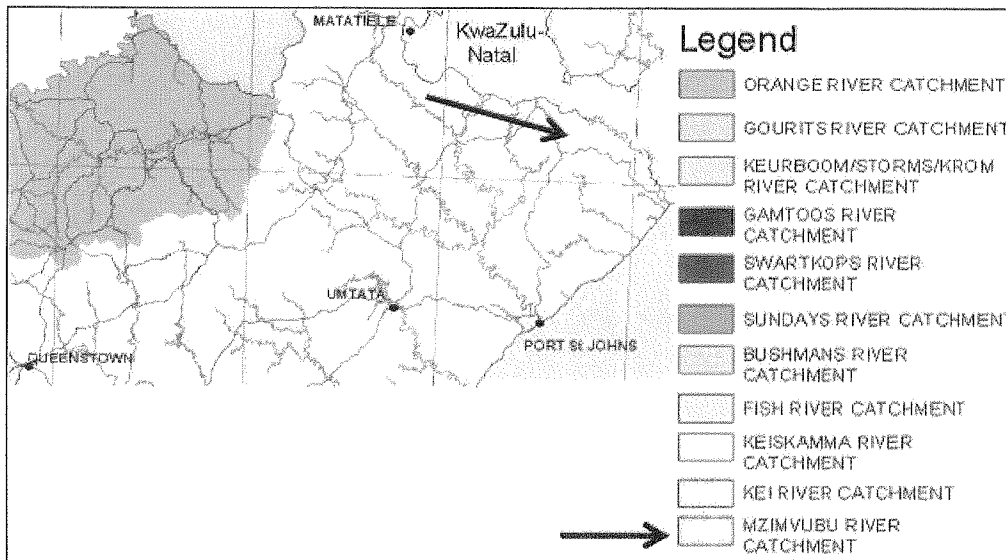 MATATIELE
KwaZulu-
Natal
UMTATA
PORT St JOHNS
QUEENSTOWN
Legend
ORANGE RIVER CATCHMENT
GOURITS RIVER CATCHMENT
KEURBOOM/STORMS/KROM
RIVER CATCHMENT
GAMTOOS RIVER
CATCHMENT
SWARTKOPS RIVER
CATCHMENT
SUNDAYS RIVER CATCHMENT
BUSHMANS RIVER
CATCHMENT
FISH RIVER CATCHMENT
KEISKAMMA RIVER
CATCHMENT
KEI RIVER CATCHMENT
MZIMVUBU RIVER
CATCHMENT